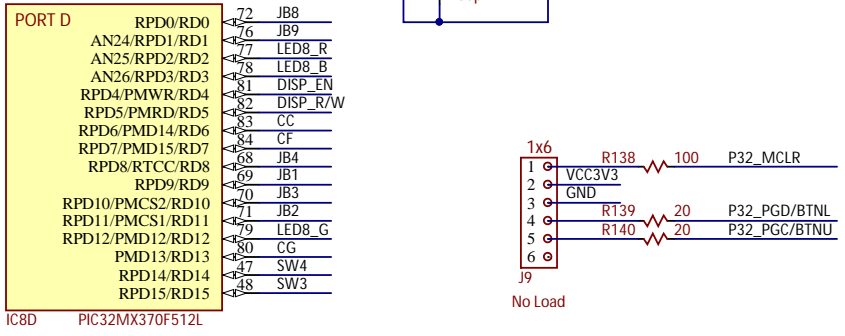 PORT D
RPD0/RD0 72 JB8
AN24/RPD1/RD1 76 JB9
AN25/RPD2/RD2 77 LED8_R
AN26/RPD3/RD3 78 LED8_B
RPD4/PMWR/RD4 81 DISP_EN
RPD5/PMRD/RD5 82 DISP_R/W
RPD6/PMD14/RD6 83 CC
RPD7/PMD15/RD7 84 CF
RPD8/RTCC/RD8 68 JB4
RPD9/RD9 69 JB1
RPD10/PMCS2/RD10 70 JB3
RPD11/PMCS1/RD11 71 JB2
RPD12/PMD12/RD12 79 LED8_G
PMD13/RD13 80 CG
RPD14/RD14 47 SW4
RPD15/RD15 48 SW3
IC8D PIC32MX370F512L
1x6
1 R138 100 P32_MCLR
2 VCC3V3
3 GND
4 R139 20 P32_PGD/BTNL
5 R140 20 P32_PGC/BTNU
6
J9
No Load